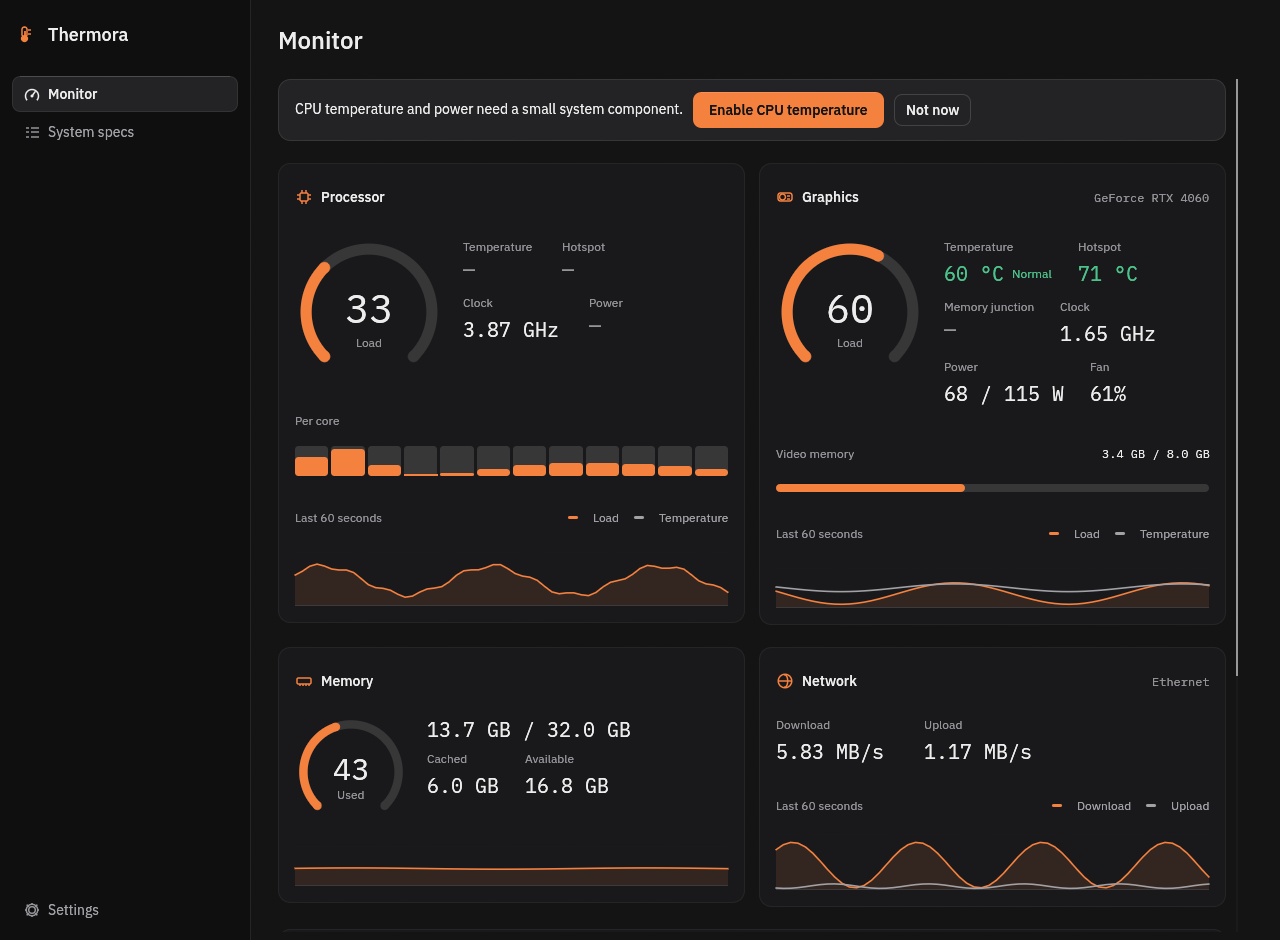 Thermora
Monitor
System specs
Settings
Monitor
CPU temperature and power need a small system component. Enable CPU temperature Not now
Processor
Temperature Hotspot
— —
33
Load
Clock Power
3.87 GHz —
Per core
Last 60 seconds Load Temperature
Graphics GeForce RTX 4060
Temperature Hotspot
60 °C Normal 71 °C
60
Load
Memory junction Clock
— 1.65 GHz
Power Fan
68 / 115 W 61%
Video memory 3.4 GB / 8.0 GB
Last 60 seconds Load Temperature
Memory
43
Used
13.7 GB / 32.0 GB
Cached Available
6.0 GB 16.8 GB
Network Ethernet
Download Upload
5.83 MB/s 1.17 MB/s
Last 60 seconds Download Upload